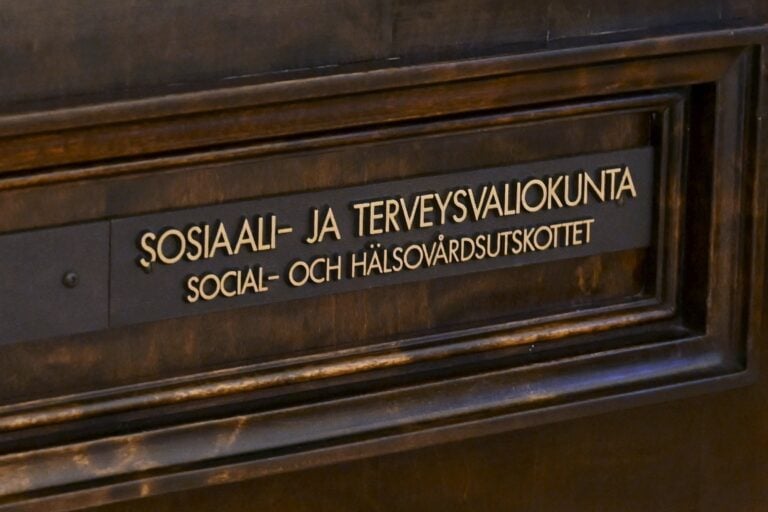 SOSIAALI- JA TERVEYSVALIOKUNTA
SOCIAL- OCH HÄLSOVÅRDSUTSKOTTET